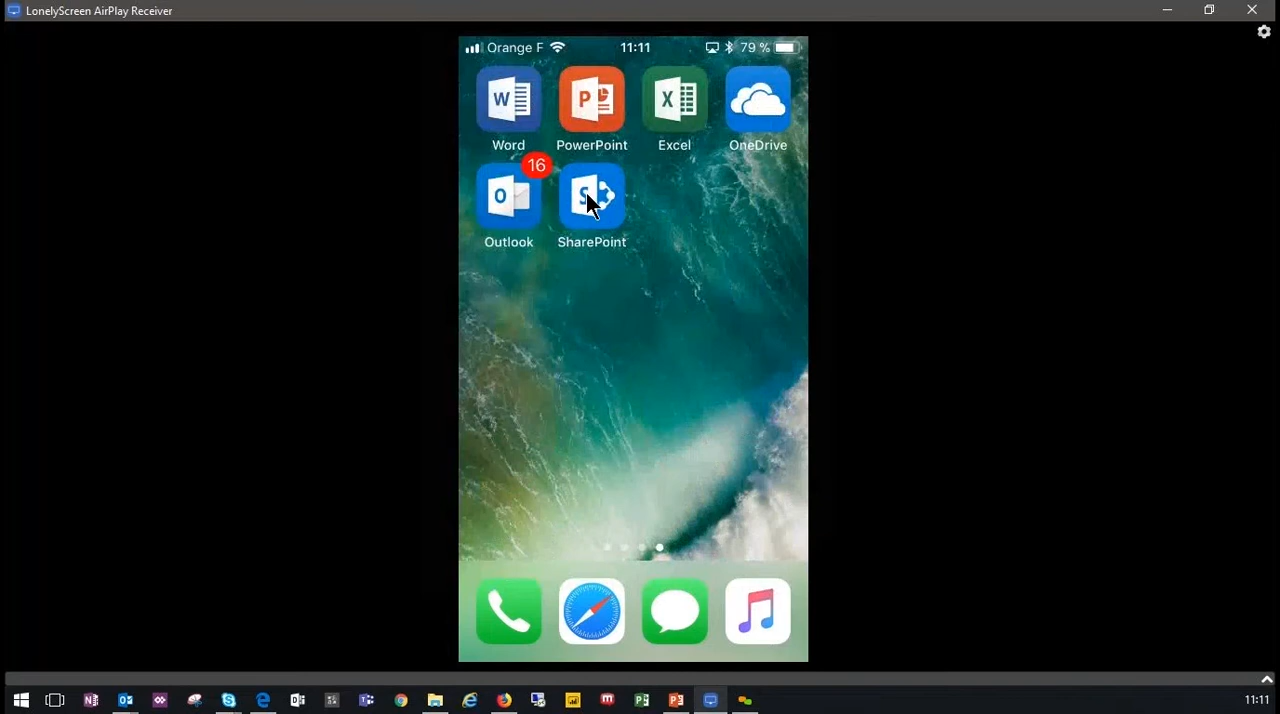 LonelyScreen AirPlay Receiver
Orange F 11:11 79 %
W P X
Word PowerPoint Excel OneDrive
16
O S
Outlook SharePoint
11:11